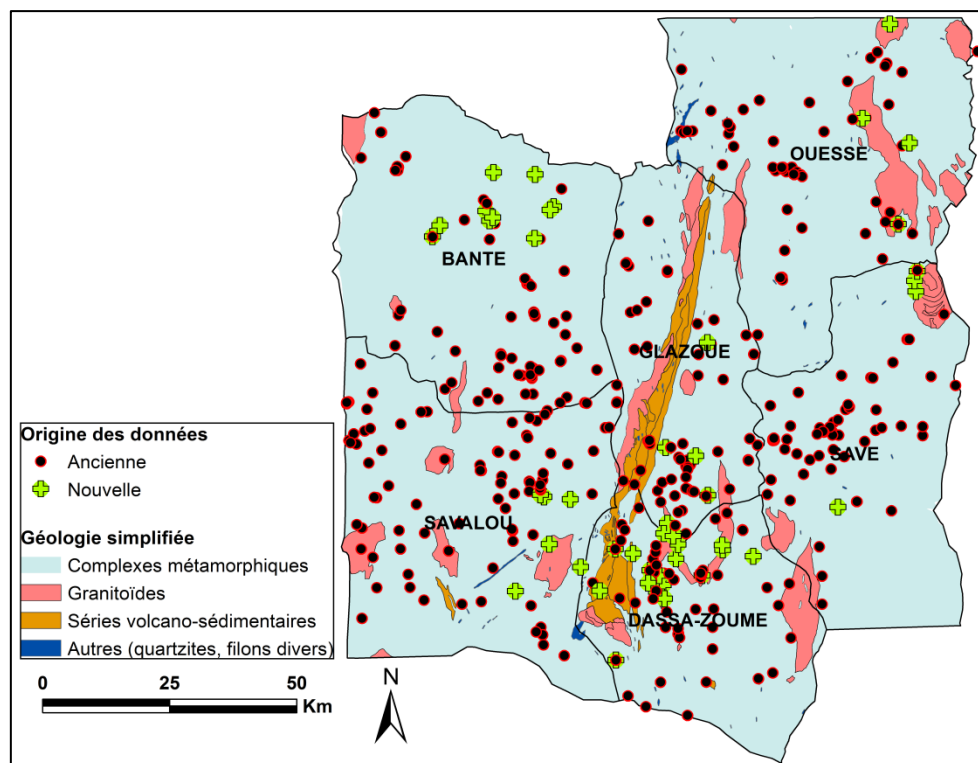 OUESSE
BANTE
GLAZOUE
SAVE
SAVALOU
DASSA-ZOUME
Origine des données
Ancienne
Nouvelle
Géologie simplifiée
Complexes métamorphiques
Granitoïdes
Séries volcano-sédimentaires
Autres (quartzites, filons divers)
0 25 50
Km
N